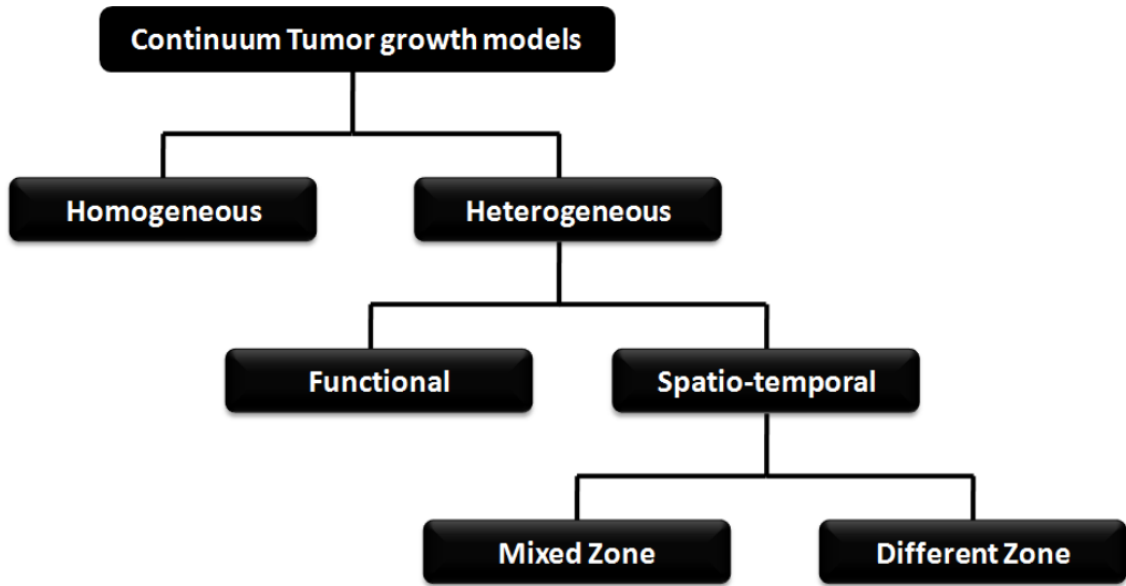 Continuum Tumor growth models
Homogeneous
Heterogeneous
Functional
Spatio-temporal
Mixed Zone
Different Zone